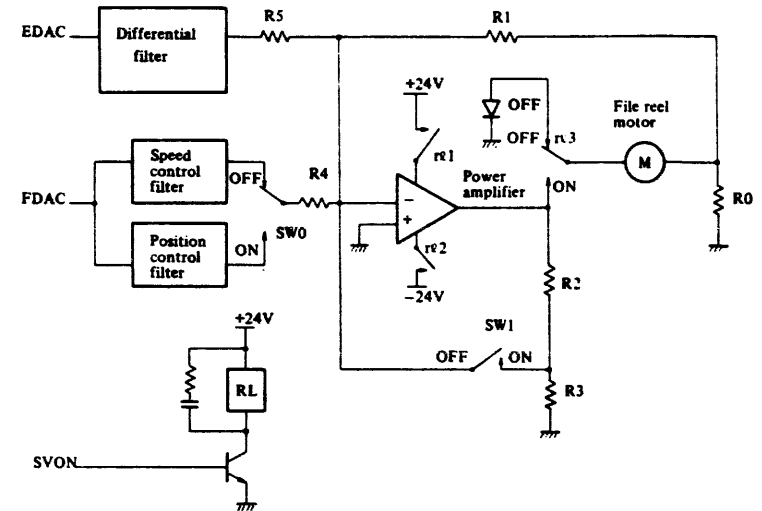 EDAC
Differential
filter
R5
R1
+24V
OFF
OFF
rℓ3
ON
File reel
motor
M
R0
FDAC
Speed
control
filter
OFF
R4
rℓ1
Power
amplifier
−
+
SW0
ON
Position
control
filter
rℓ2
−24V
R2
SW1
OFF
ON
R3
+24V
RL
SVON